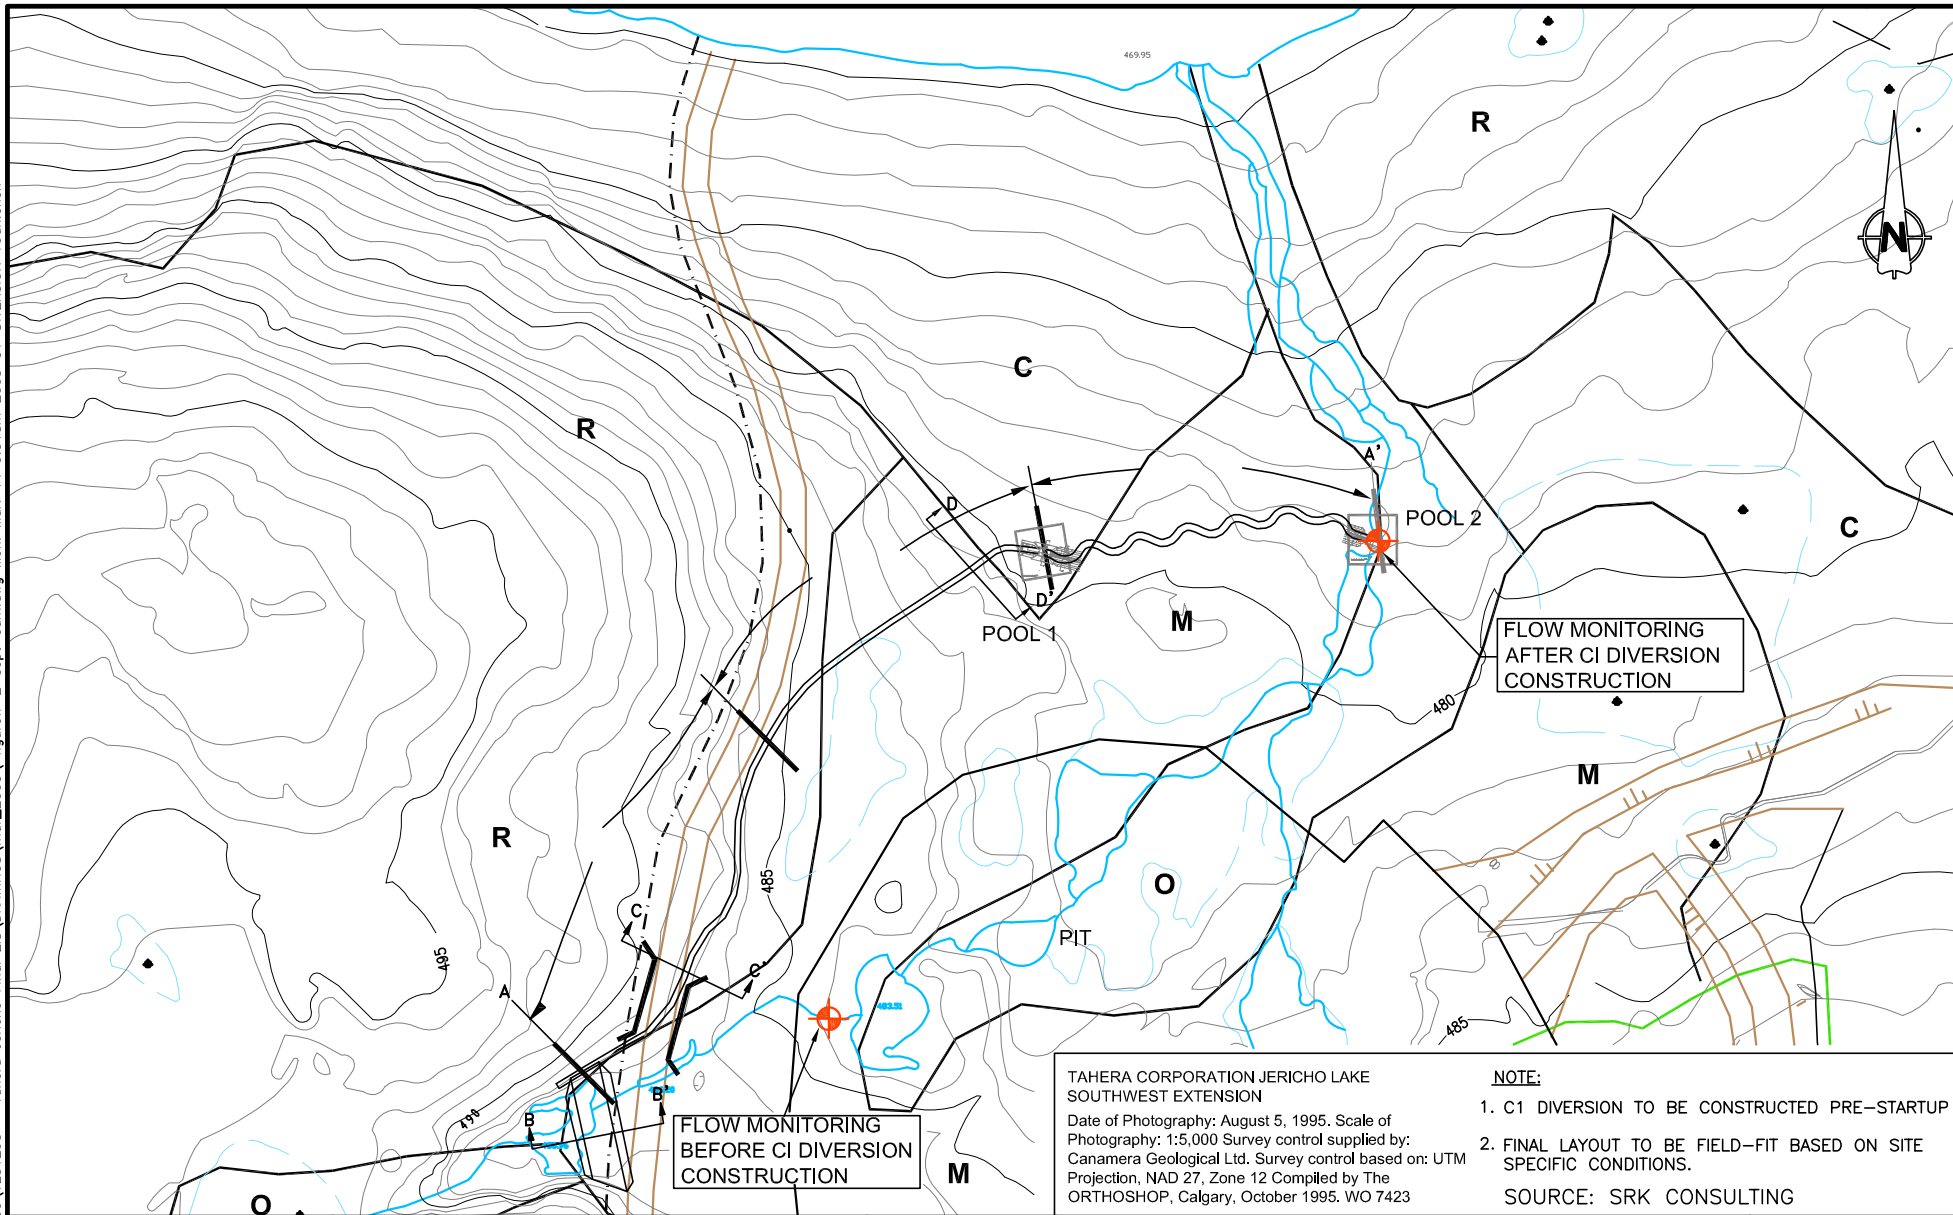 469.95
R
N
C
R
A'
D
POOL 2
C
D'
POOL 1
M
FLOW MONITORING
AFTER CI DIVERSION
CONSTRUCTION
480
M
R
485
O
C
PIT
495
C'
A
483.51
485
490
B
B'
FLOW MONITORING
BEFORE CI DIVERSION
CONSTRUCTION
M
O
TAHERA CORPORATION JERICHO LAKE
SOUTHWEST EXTENSION
Date of Photography: August 5, 1995. Scale of
Photography: 1:5,000 Survey control supplied by:
Canamera Geological Ltd. Survey control based on: UTM
Projection, NAD 27, Zone 12 Compiled by The
ORTHOSHOP, Calgary, October 1995. WO 7423
NOTE:
1. C1 DIVERSION TO BE CONSTRUCTED PRE-STARTUP
2. FINAL LAYOUT TO BE FIELD-FIT BASED ON SITE
SPECIFIC CONDITIONS.
SOURCE: SRK CONSULTING